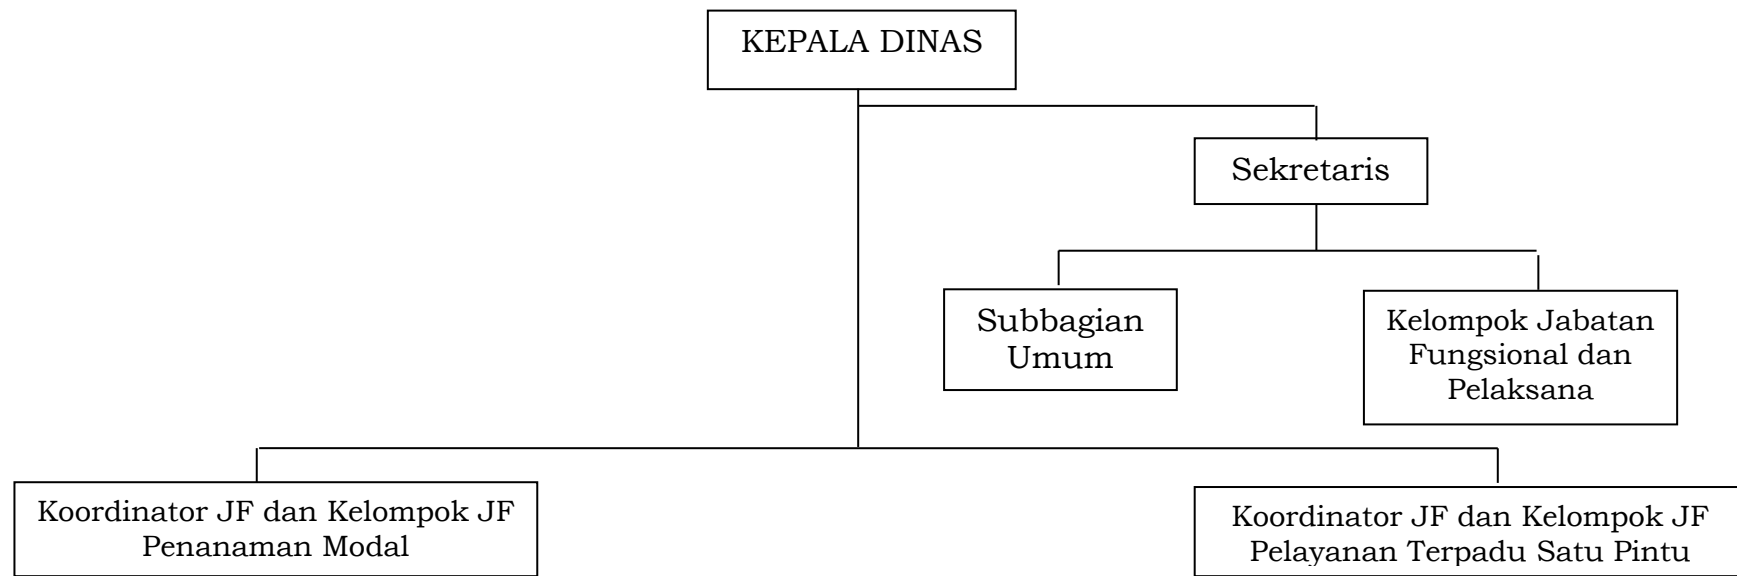 KEPALA DINAS
Sekretaris
Subbagian
Umum
Kelompok Jabatan
Fungsional dan
Pelaksana
Koordinator JF dan Kelompok JF
Penanaman Modal
Koordinator JF dan Kelompok JF
Pelayanan Terpadu Satu Pintu